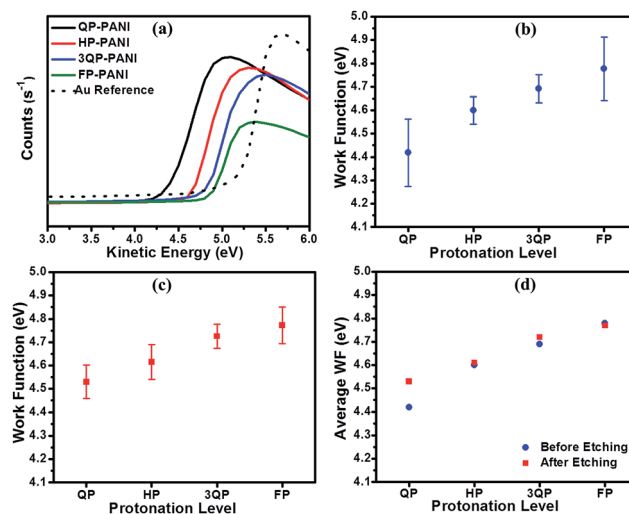 (a)
QP-PANI
HP-PANI
3QP-PANI
FP-PANI
Au Reference
Counts (s-1)
3.0 3.5 4.0 4.5 5.0 5.5 6.0
Kinetic Energy (eV)
(b)
Work Function (eV)
5.0
4.9
4.8
4.7
4.6
4.5
4.4
4.3
4.2
4.1
QP HP 3QP FP
Protonation Level
(c)
Work Function (eV)
5.0
4.9
4.8
4.7
4.6
4.5
4.4
4.3
4.2
4.1
QP HP 3QP FP
Protonation Level
(d)
Average WF (eV)
5.0
4.9
4.8
4.7
4.6
4.5
4.4
4.3
4.2
4.1
Before Etching
After Etching
QP HP 3QP FP
Protonation Level